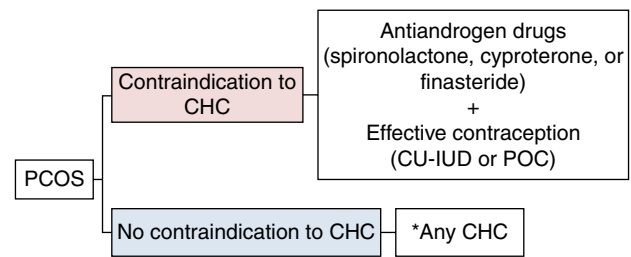 PCOS
Contraindication to
CHC
Antiandrogen drugs
(spironolactone, cyproterone, or
finasteride)
+
Effective contraception
(CU-IUD or POC)
No contraindication to CHC
*Any CHC